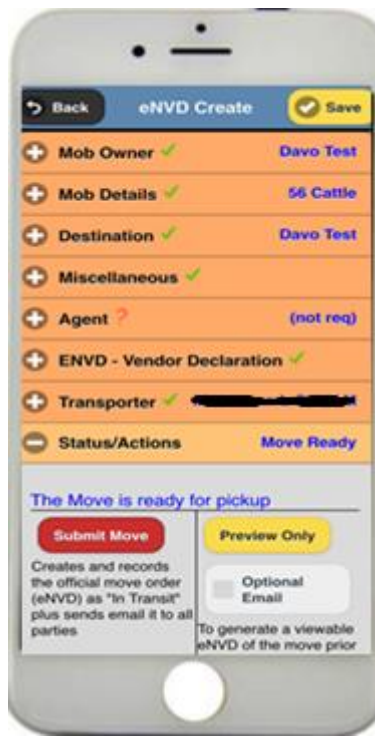 Back eNVD Create Save
Mob Owner Davo Test
Mob Details 56 Cattle
Destination Davo Test
Miscellaneous
Agent ? (not req)
ENVD - Vendor Declaration
Transporter
Status/Actions Move Ready
The Move is ready for pickup
Submit Move
Creates and records
the official move order
(eNVD) as "In Transit"
plus sends email it to all
parties
Preview Only
Optional
Email
To generate a viewable
eNVD of the move prior